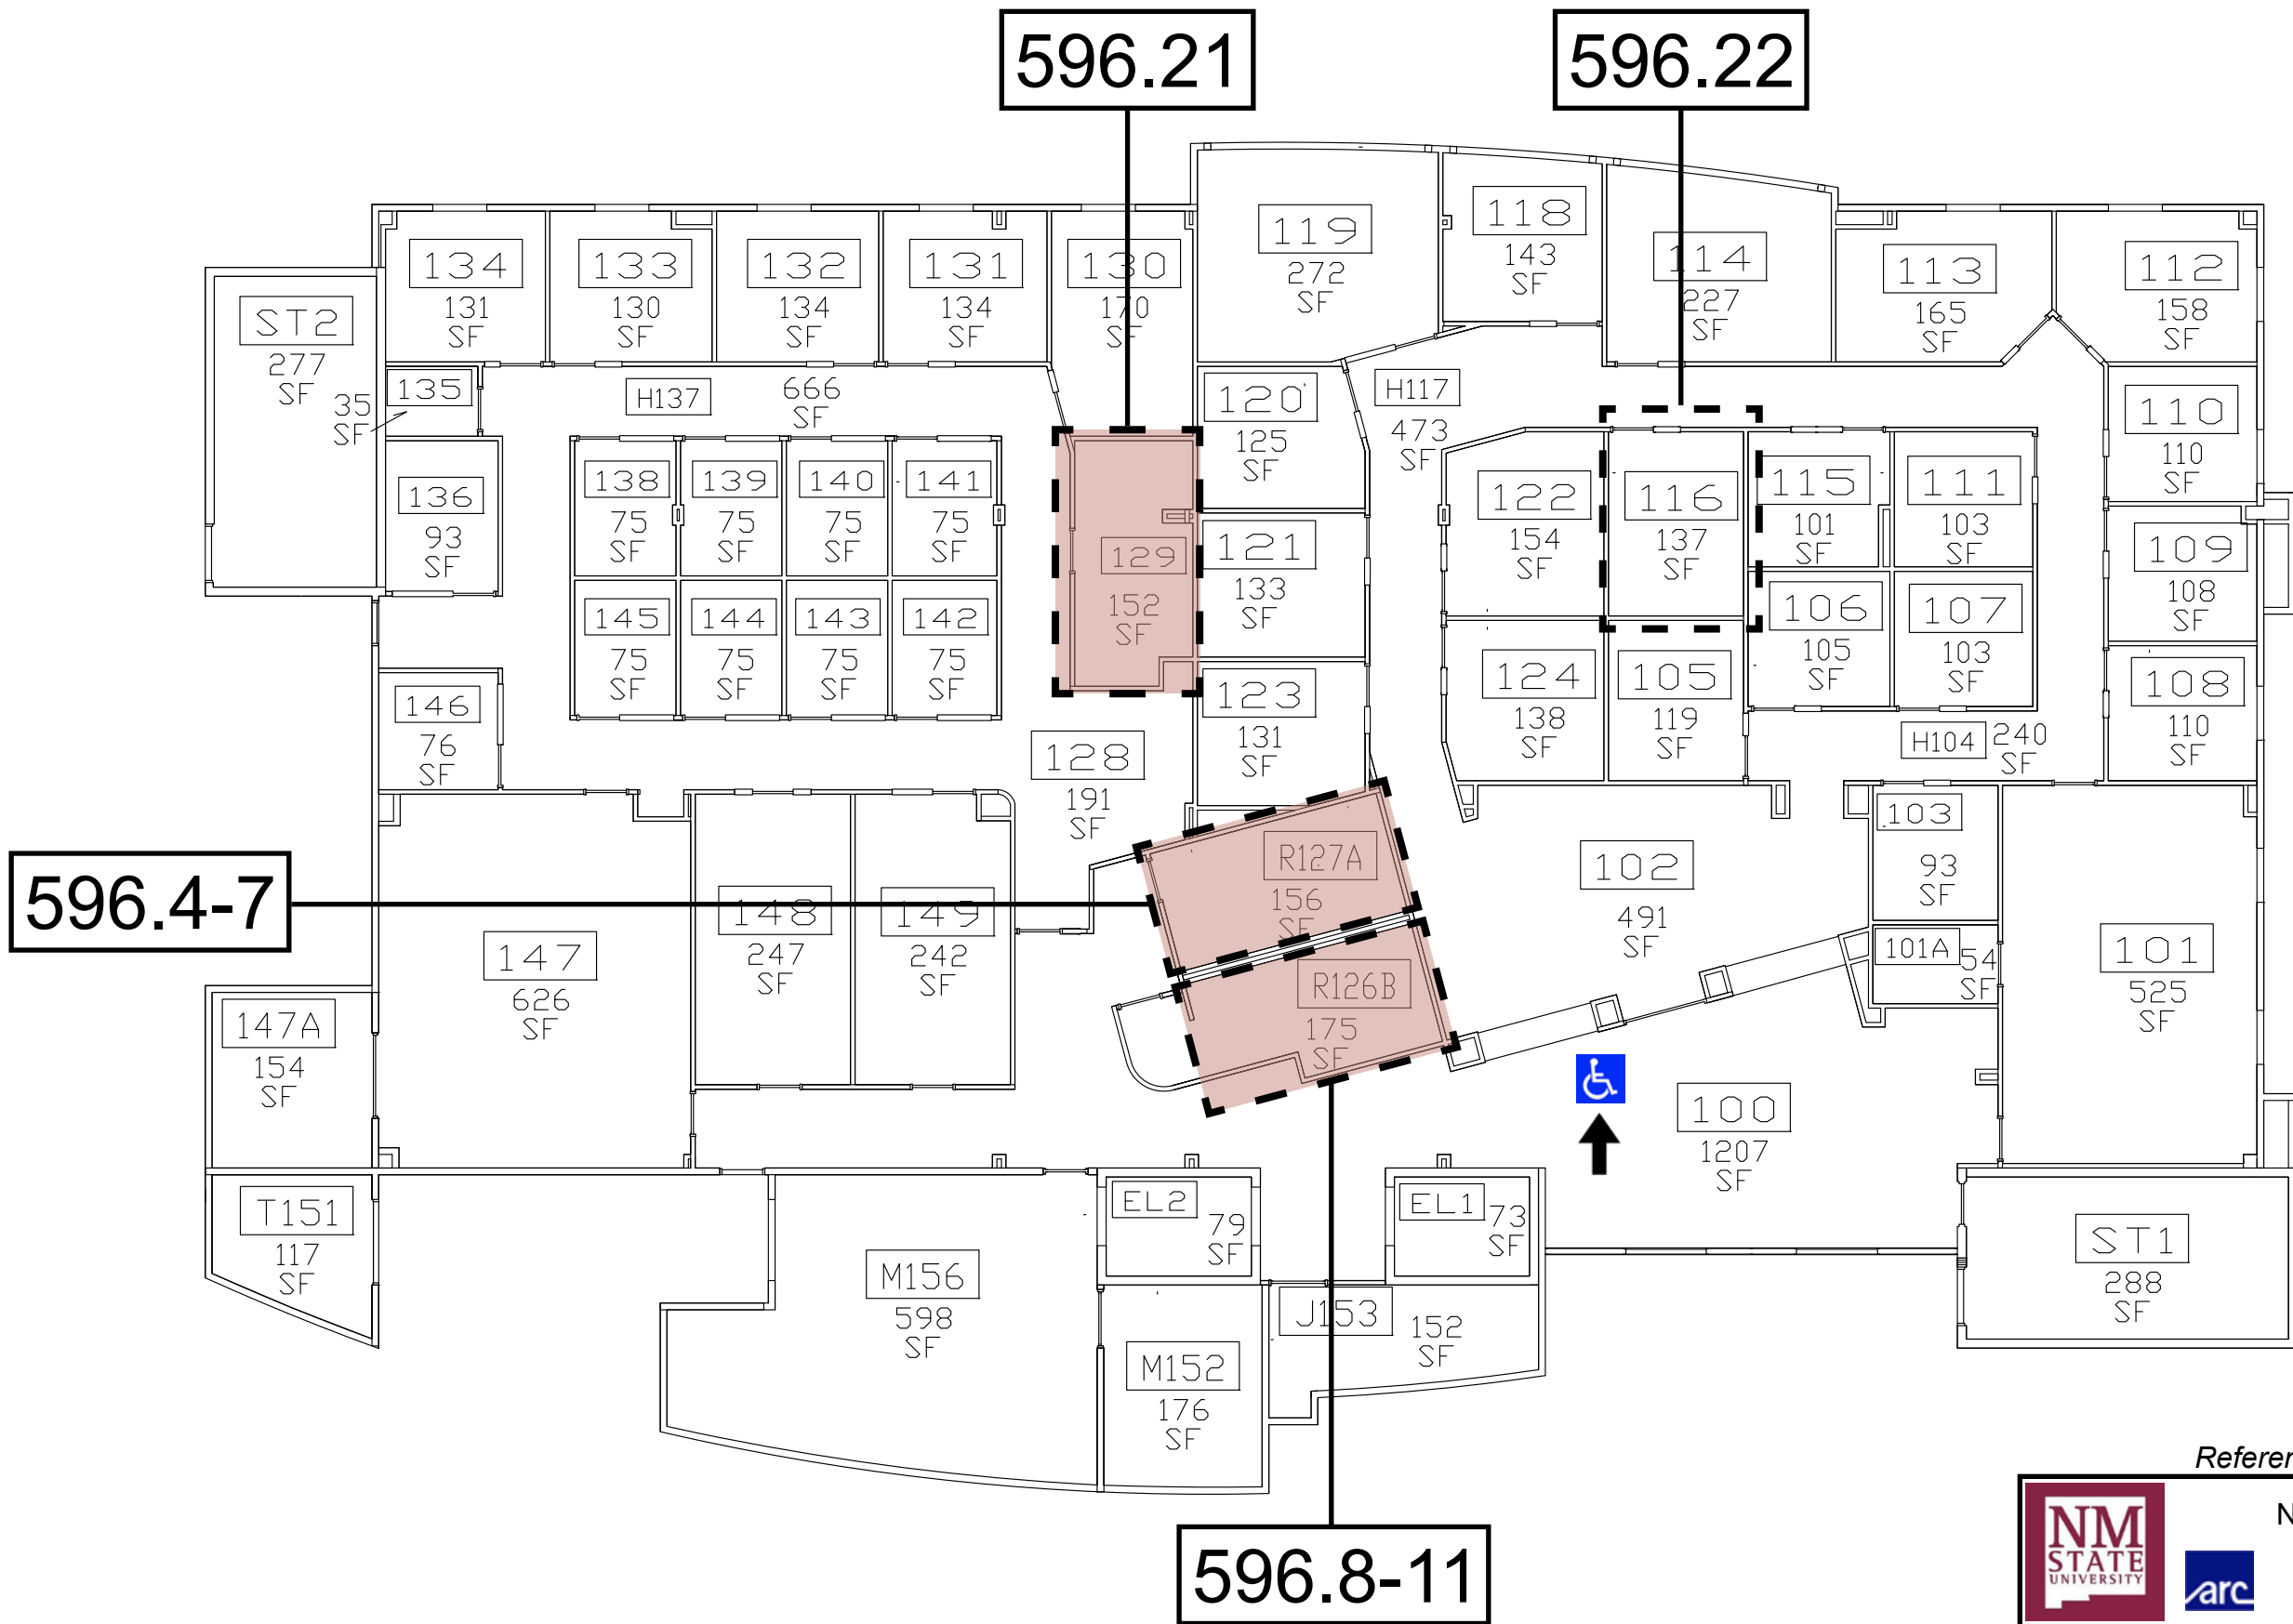 596.21
596.22
119
272
SF
118
143
SF
114
227
SF
134
131
SF
133
130
SF
132
134
SF
131
134
SF
130
170
SF
113
165
SF
112
158
SF
ST2
277
SF
135
35
SF
H137
666
SF
120
125
SF
H117
473
SF
110
110
SF
136
93
SF
138
75
SF
139
75
SF
140
75
SF
141
75
SF
129
152
SF
121
133
SF
122
154
SF
116
137
SF
115
101
SF
111
103
SF
109
108
SF
145
75
SF
144
75
SF
143
75
SF
142
75
SF
106
105
SF
107
103
SF
146
76
SF
128
191
SF
123
131
SF
124
138
SF
105
119
SF
H104
240
SF
108
110
SF
596.4-7
R127A
156
SF
102
491
SF
103
93
SF
148
247
SF
149
242
SF
147
626
SF
R126B
175
SF
101A
54
SF
101
525
SF
147A
154
SF
100
1207
SF
T151
117
SF
EL2
79
SF
EL1
73
SF
M156
598
SF
J153
152
SF
ST1
288
SF
M152
176
SF
596.8-11
Referen
N
NM
STATE
UNIVERSITY
arc